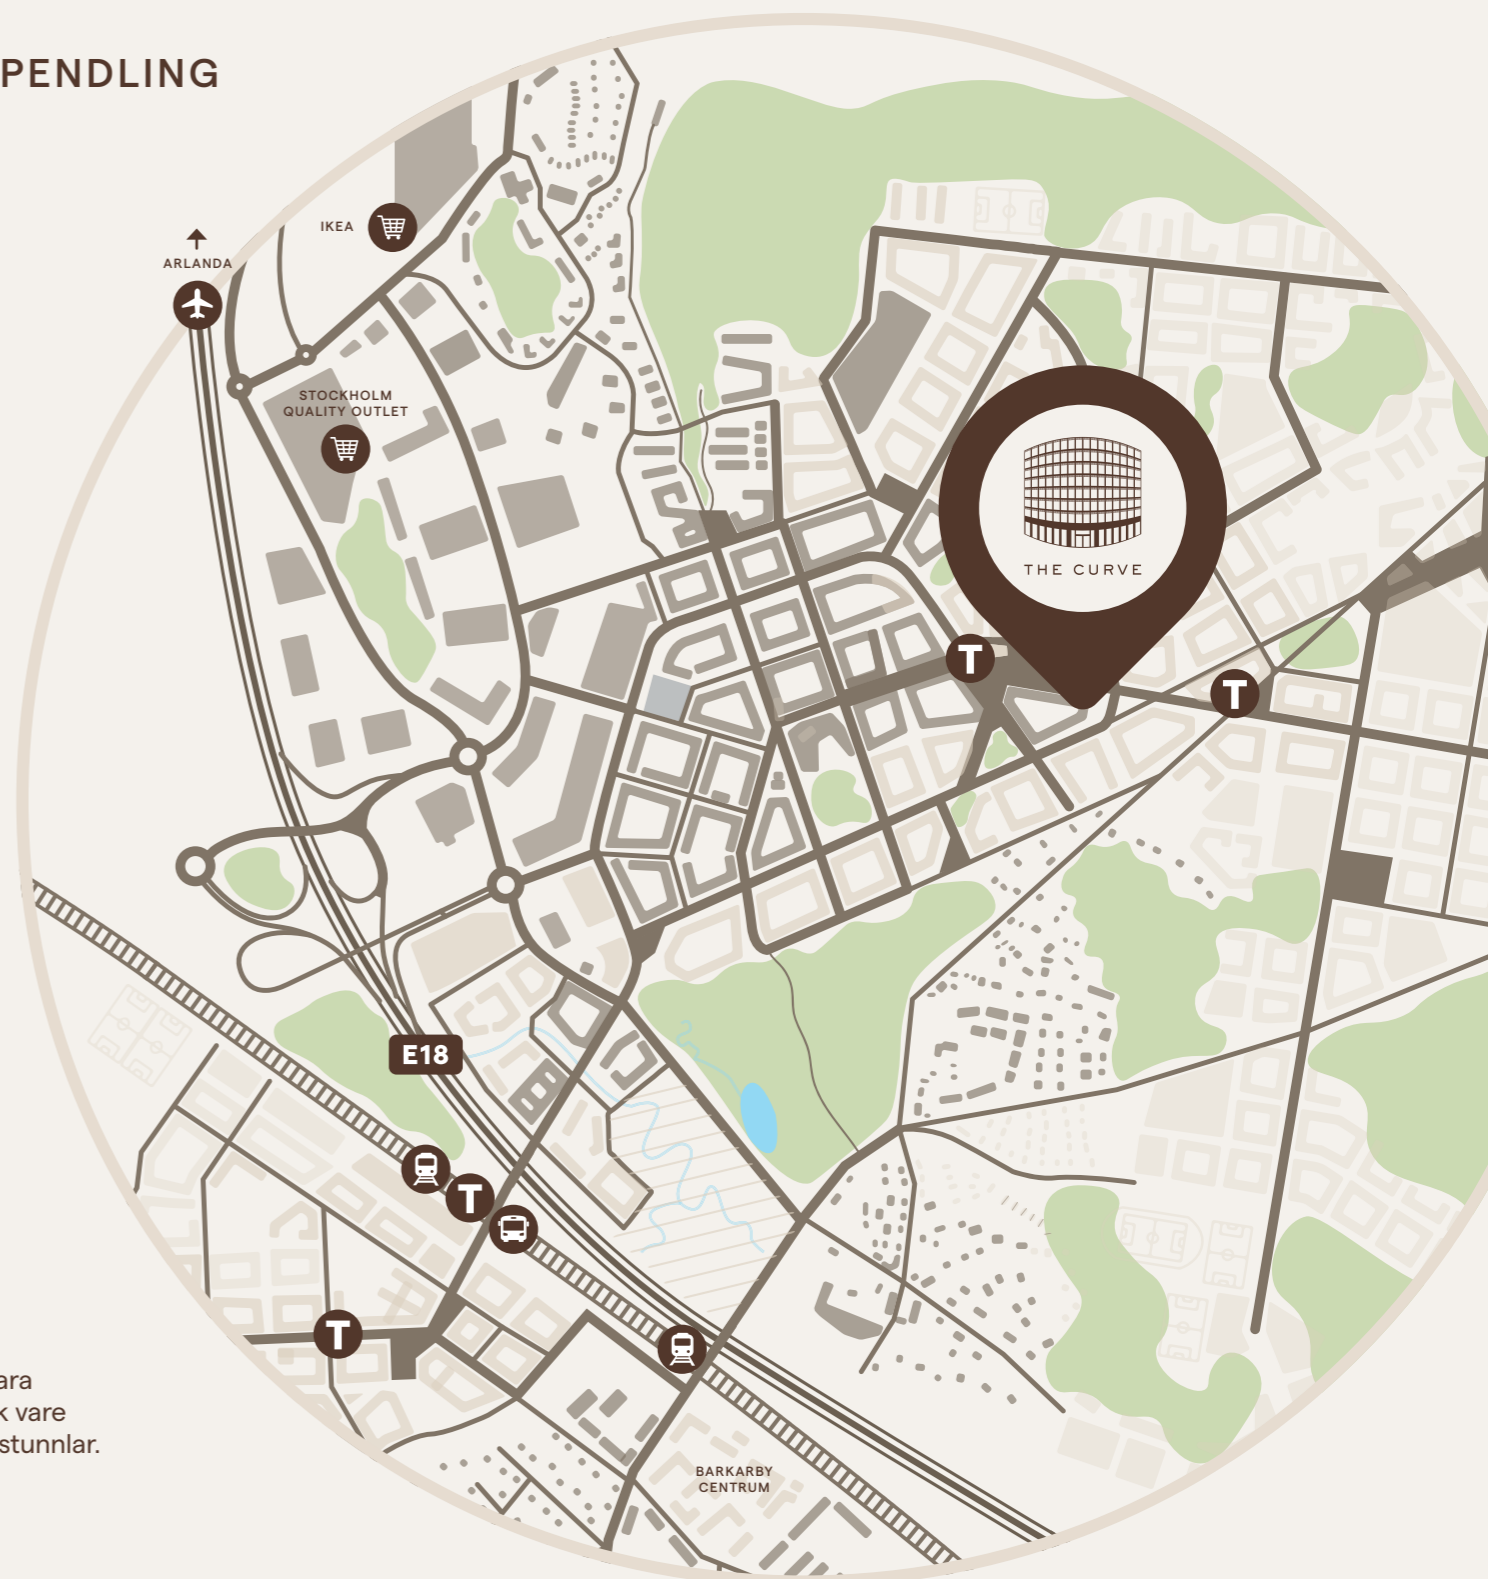 PENDLING
IKEA
ARLANDA
STOCKHOLM
QUALITY OUTLET
THE CURVE
T
T
E18
T
T
ara
k vare
stunnlar.
BARKARBY
CENTRUM